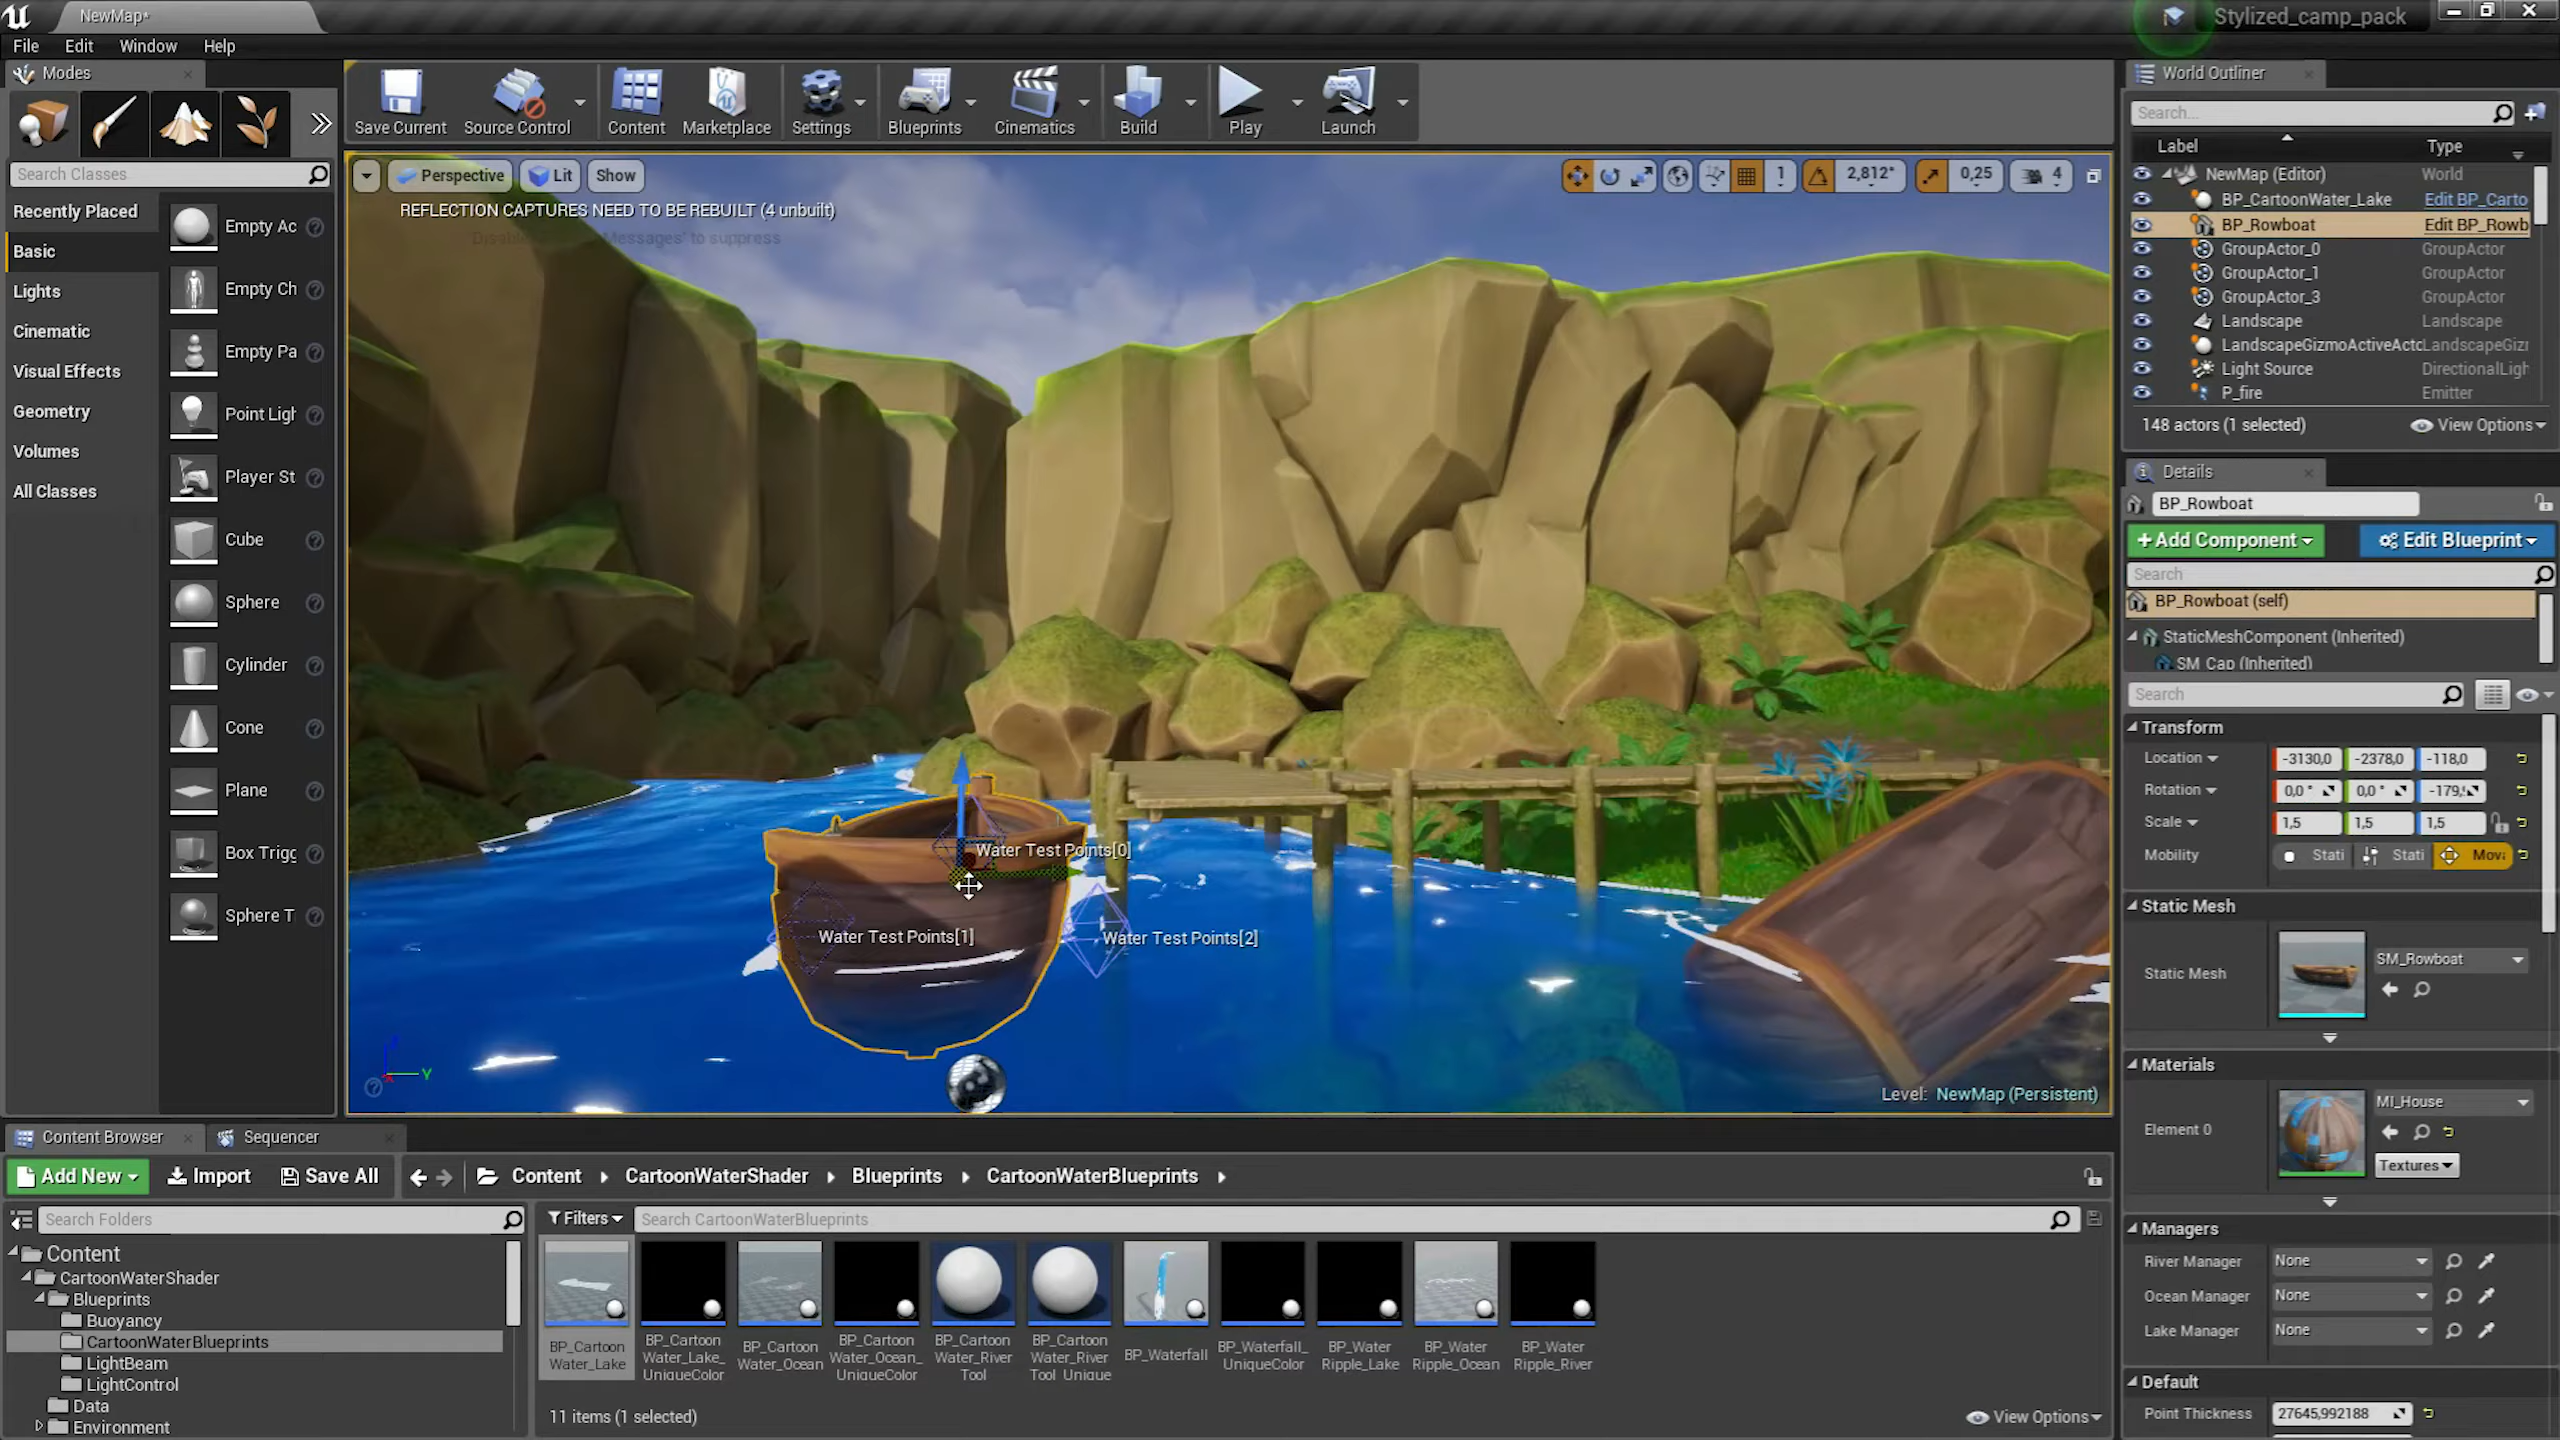 NewMap*
Stylized_camp_pack
File Edit Window Help
Modes
Search Classes
Recently Placed
Basic
Lights
Cinematic
Visual Effects
Geometry
Volumes
All Classes
Empty Ac
Empty Ch
Empty Pa
Point Ligh
Player St
Cube
Sphere
Cylinder
Cone
Plane
Box Trigg
Sphere T
Save Current Source Control Content Marketplace Settings Blueprints Cinematics Build Play Launch
Perspective Lit Show
1 2,812° 0,25 4
REFLECTION CAPTURES NEED TO BE REBUILT (4 unbuilt)
Messages' to suppress
Water Test Points[0]
Water Test Points[1]
Water Test Points[2]
Y
Level: NewMap (Persistent)
World Outliner
Search...
Label Type
NewMap (Editor) World
BP_CartoonWater_Lake Edit BP_Carto
BP_Rowboat Edit BP_Rowb
GroupActor_0 GroupActor
GroupActor_1 GroupActor
GroupActor_3 GroupActor
Landscape Landscape
LandscapeGizmoActiveActo LandscapeGizm
Light Source DirectionalLigh
P_fire Emitter
148 actors (1 selected) View Options
Details
BP_Rowboat
+Add Component Edit Blueprint
Search
BP_Rowboat (self)
StaticMeshComponent (Inherited)
SM_Cap (Inherited)
Search
Transform
Location -3130,0 -2378,0 -118,0
Rotation 0,0 ° 0,0 ° -179,
Scale 1,5 1,5 1,5
Mobility Stati Stati Mova
Static Mesh
Static Mesh SM_Rowboat
Materials
Element 0 MI_House
Textures
Managers
River Manager None
Ocean Manager None
Lake Manager None
Default
Point Thickness 27645,992188
Content Browser Sequencer
Add New Import Save All Content CartoonWaterShader Blueprints CartoonWaterBlueprints
Search Folders
Content
CartoonWaterShader
Blueprints
Buoyancy
CartoonWaterBlueprints
LightBeam
LightControl
Data
Environment
Filters Search CartoonWaterBlueprints
BP_Cartoon
Water_Lake
BP_Cartoon
Water_Lake_
UniqueColor
BP_Cartoon
Water_Ocean
BP_Cartoon
Water_Ocean_
UniqueColor
BP_Cartoon
Water_River
Tool
BP_Cartoon
Water_River
Tool_Unique
BP_Waterfall
BP_Waterfall_
UniqueColor
BP_Water
Ripple_Lake
BP_Water
Ripple_Ocean
BP_Water
Ripple_River
11 items (1 selected) View Options